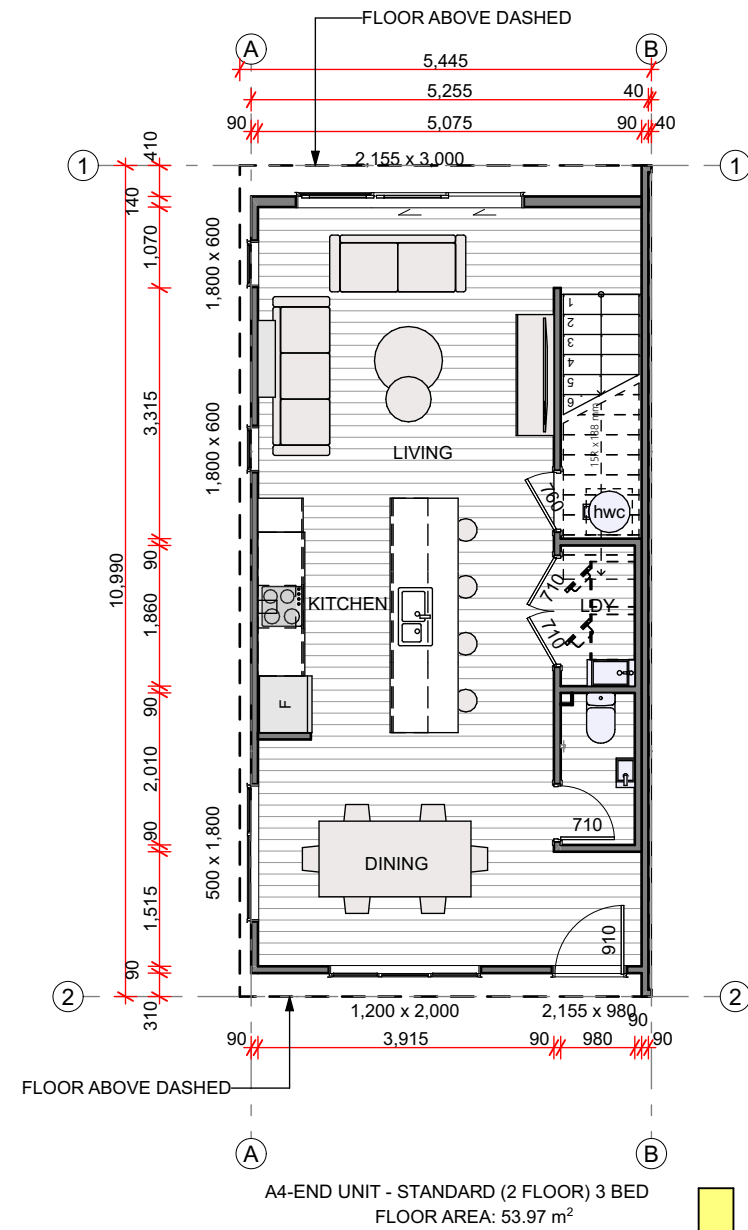 FLOOR ABOVE DASHED
A B
5,445
5,255 40
90 5,075 90 40
1 2,155 x 3,000 1
410
140
1,070
1,800 x 600
3,315
1,800 x 600
10,990
90
1,860
90
2,010
90
500 x 1,800
1,515
90
310
1
2
3
4
5
6
15R x 188 mm
LIVING
760
hwc
KITCHEN
710
LDY
710
F
710
DINING
910
2 2
1,200 x 2,000 2,155 x 980
90
90 3,915 90 980 90
FLOOR ABOVE DASHED
A B
A4-END UNIT - STANDARD (2 FLOOR) 3 BED
FLOOR AREA: 53.97 m²